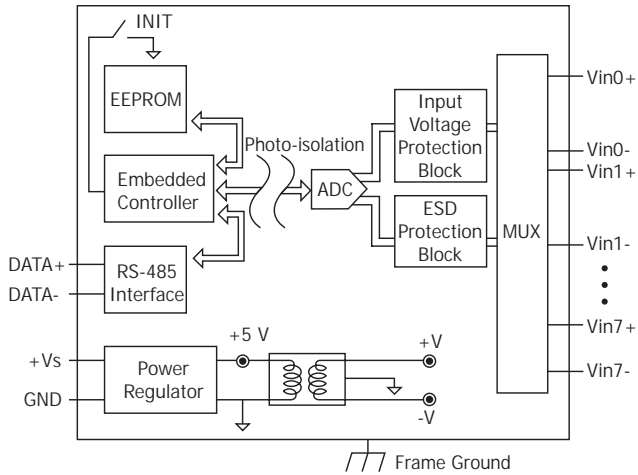 INIT
EEPROM
Embedded
Controller
RS-485
Interface
DATA+
DATA-
Photo-isolation
ADC
Input
Voltage
Protection
Block
ESD
Protection
Block
MUX
Vin0+
Vin0-
Vin1+
Vin1-
Vin7+
Vin7-
+Vs
GND
Power
Regulator
+5 V
+V
-V
Frame Ground